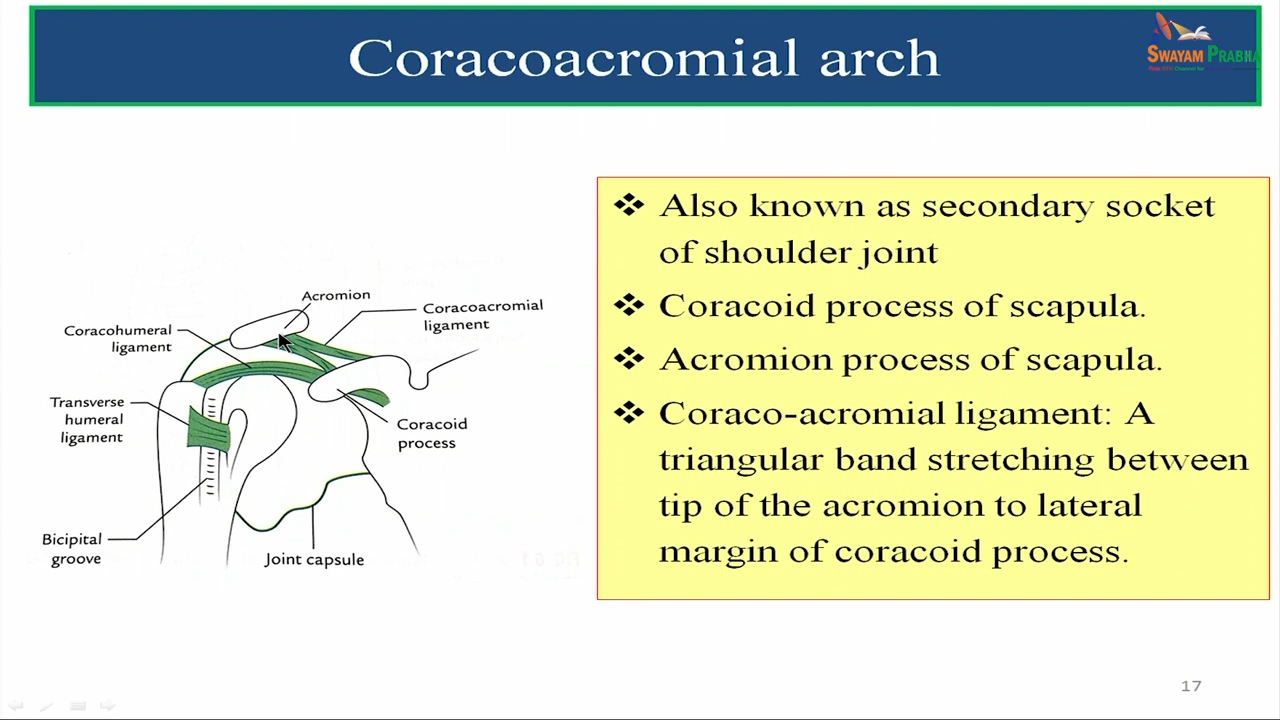 Coracoacromial arch
SWAYAM PRABHA
Acromion
Coracoacromial
ligament
Coracohumeral
ligament
Transverse
humeral
ligament
Coracoid
process
Bicipital
groove
Joint capsule
❖ Also known as secondary socket
of shoulder joint
❖ Coracoid process of scapula.
❖ Acromion process of scapula.
❖ Coraco-acromial ligament: A
triangular band stretching between
tip of the acromion to lateral
margin of coracoid process.
17